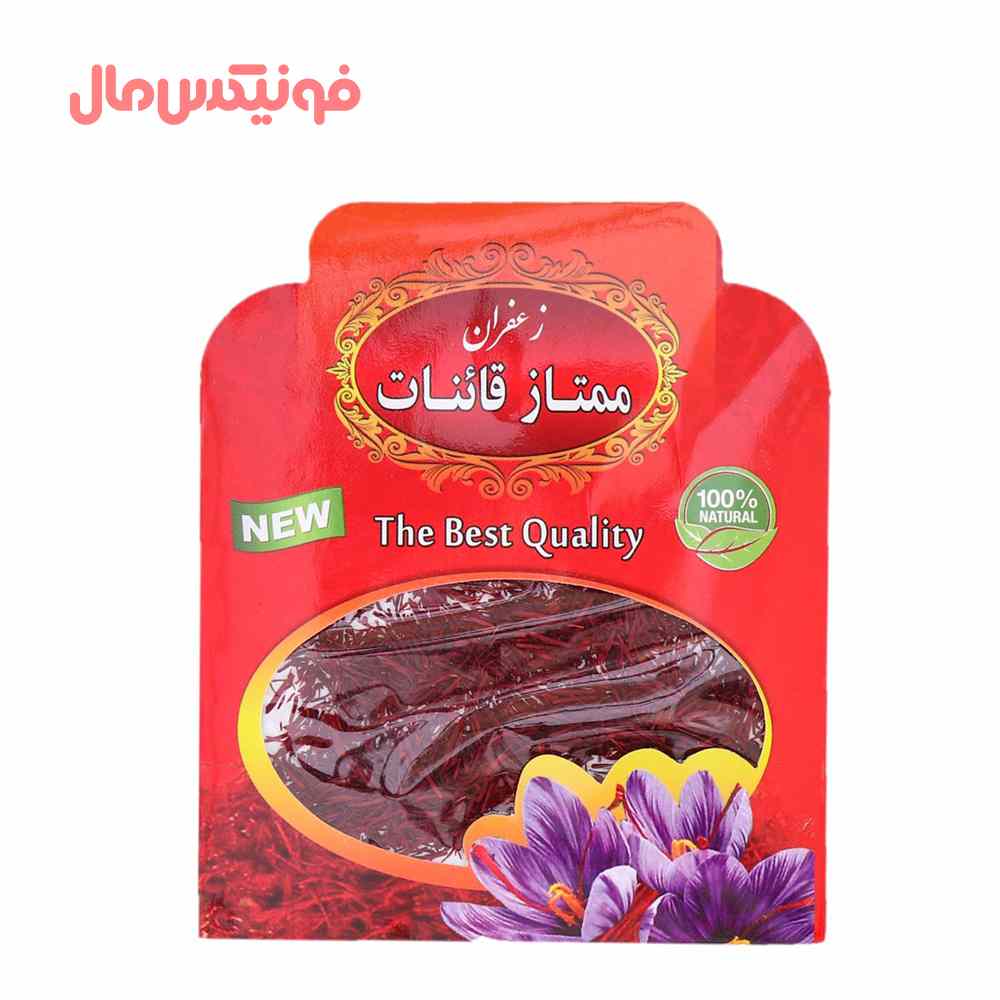 فونیکس‌مال
زعفران
ممتاز قائنات
NEW
The Best Quality
100%
NATURAL